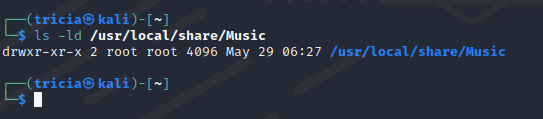 ┌──(tricia㉿kali)-[~]
└─$ ls -ld /usr/local/share/Music
drwxr-xr-x 2 root root 4096 May 29 06:27 /usr/local/share/Music
┌──(tricia㉿kali)-[~]
└─$